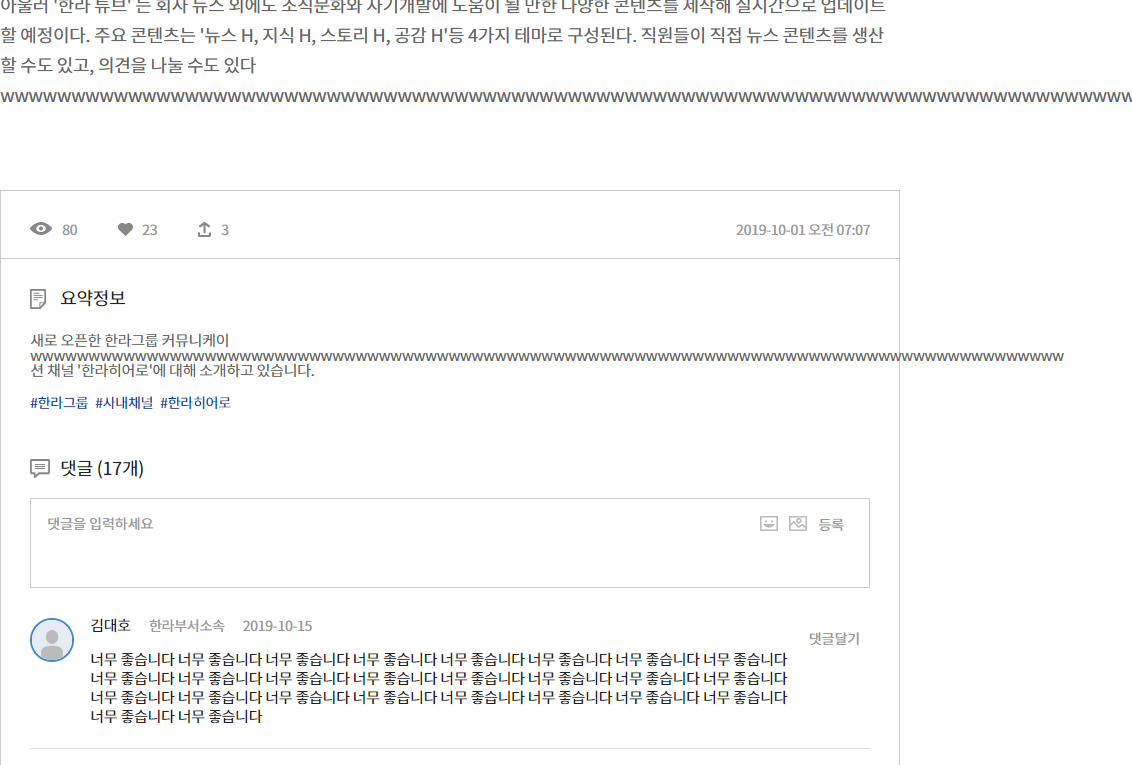 아울러 '한라 튜브' 는 회사 뉴스 외에도 조직문화와 자기개발에 도움이 될 만한 다양한 콘텐츠를 제작해 실시간으로 업데이트
할 예정이다. 주요 콘텐츠는 '뉴스 H, 지식 H, 스토리 H, 공감 H'등 4가지 테마로 구성된다. 직원들이 직접 뉴스 콘텐츠를 생산
할 수도 있고, 의견을 나눌 수도 있다
80 23 3 2019-10-01 오전 07:07
요약정보
새로 오픈한 한라그룹 커뮤니케이
션 채널 '한라히어로'에 대해 소개하고 있습니다.
#한라그룹 #사내채널 #한라히어로
댓글 (17개)
댓글을 입력하세요 등록
김대호 한라부서소속 2019-10-15
댓글달기
너무 좋습니다 너무 좋습니다 너무 좋습니다 너무 좋습니다 너무 좋습니다 너무 좋습니다 너무 좋습니다 너무 좋습니다
너무 좋습니다 너무 좋습니다 너무 좋습니다 너무 좋습니다 너무 좋습니다 너무 좋습니다 너무 좋습니다 너무 좋습니다
너무 좋습니다 너무 좋습니다 너무 좋습니다 너무 좋습니다 너무 좋습니다 너무 좋습니다 너무 좋습니다 너무 좋습니다
너무 좋습니다 너무 좋습니다